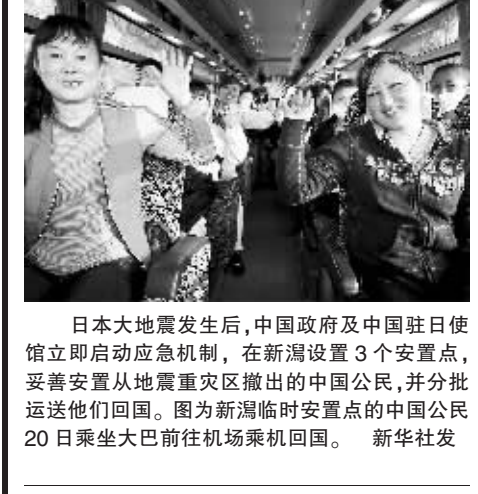 日本大地震发生后,中国政府及中国驻日使
馆立即启动应急机制，在新潟设置 3 个安置点，
妥善安置从地震重灾区撤出的中国公民,并分批
运送他们回国。图为新潟临时安置点的中国公民
20 日乘坐大巴前往机场乘机回国。 新华社发